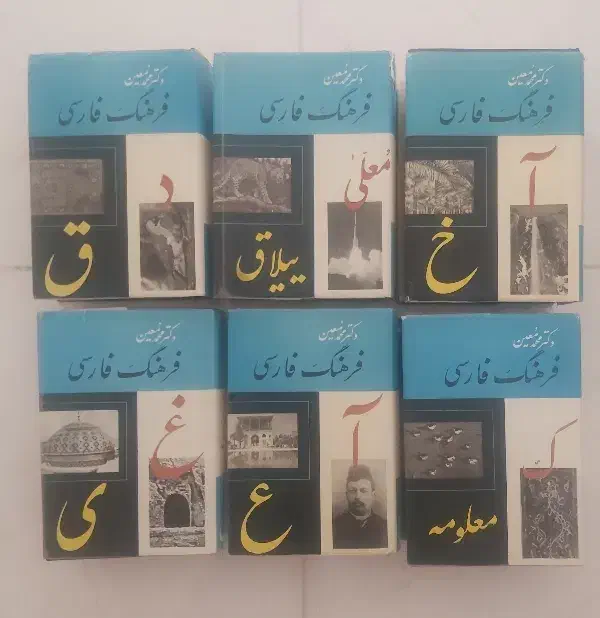 دکتر محمد معین
فرهنگ فارسی
آ
خ
دکتر محمد معین
فرهنگ فارسی
معلّیٰ
ییلاق
دکتر محمد معین
فرهنگ فارسی
د
ق
دکتر محمد معین
فرهنگ فارسی
ک
معلومه
دکتر محمد معین
فرهنگ فارسی
آ
ع
دکتر محمد معین
فرهنگ فارسی
غ
ی